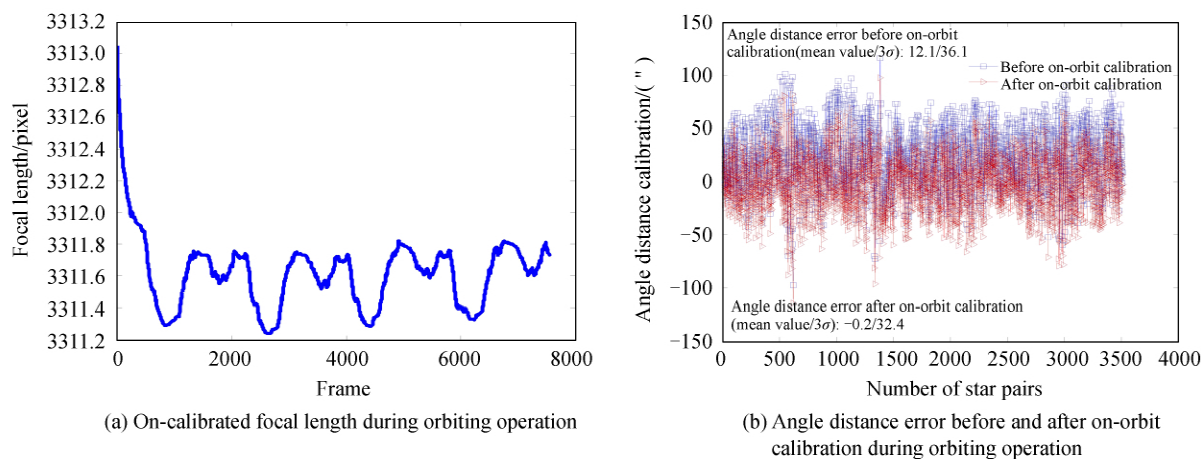 3313.2
3313.0
3312.8
3312.6
3312.4
3312.2
3312.0
3311.8
3311.6
3311.4
3311.2
Focal length/pixel
0
2000
4000
6000
8000
Frame
(a) On-calibrated focal length during orbiting operation
150
100
50
0
−50
−100
−150
Angle distance calibration/( " )
Angle distance error before on-orbit
calibration(mean value/3σ): 12.1/36.1
Before on-orbit calibration
After on-orbit calibration
Angle distance error after on-orbit calibration
(mean value/3σ): −0.2/32.4
0
500
1000
1500
2000
2500
3000
3500
4000
Number of star pairs
(b) Angle distance error before and after on-orbit
calibration during orbiting operation